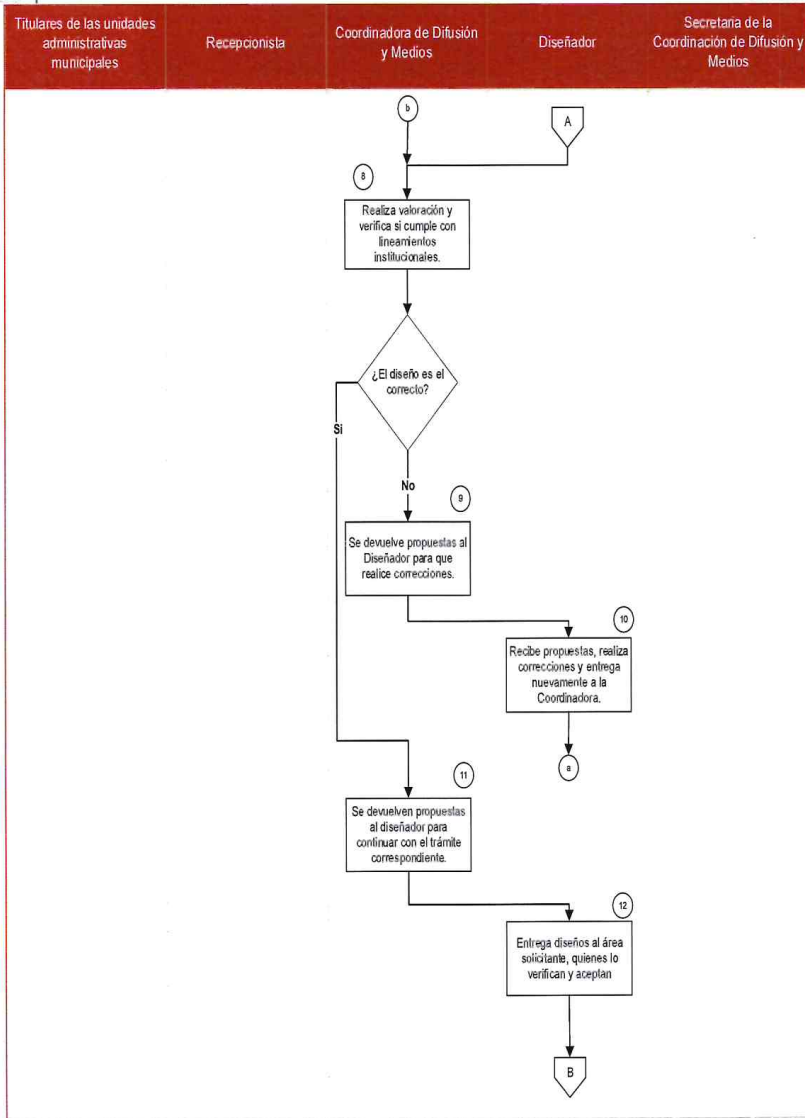 Titulares de las unidades
administrativas
municipales
Recepcionista
Coordinadora de Difusión
y Medios
Diseñador
Secretaria de la
Coordinación de Difusión y
Medios
b
A
8
Realiza valoración y
verifica si cumple con
lineamientos
institucionales.
¿El diseño es el
correcto?
Si
No
9
Se devuelve propuestas al
Diseñador para que
realice correcciones.
10
Recibe propuestas, realiza
correcciones y entrega
nuevamente a la
Coordinadora.
a
11
Se devuelven propuestas
al diseñador para
continuar con el trámite
correspondiente.
12
Entrega diseños al área
solicitante, quienes lo
verifican y aceptan
B